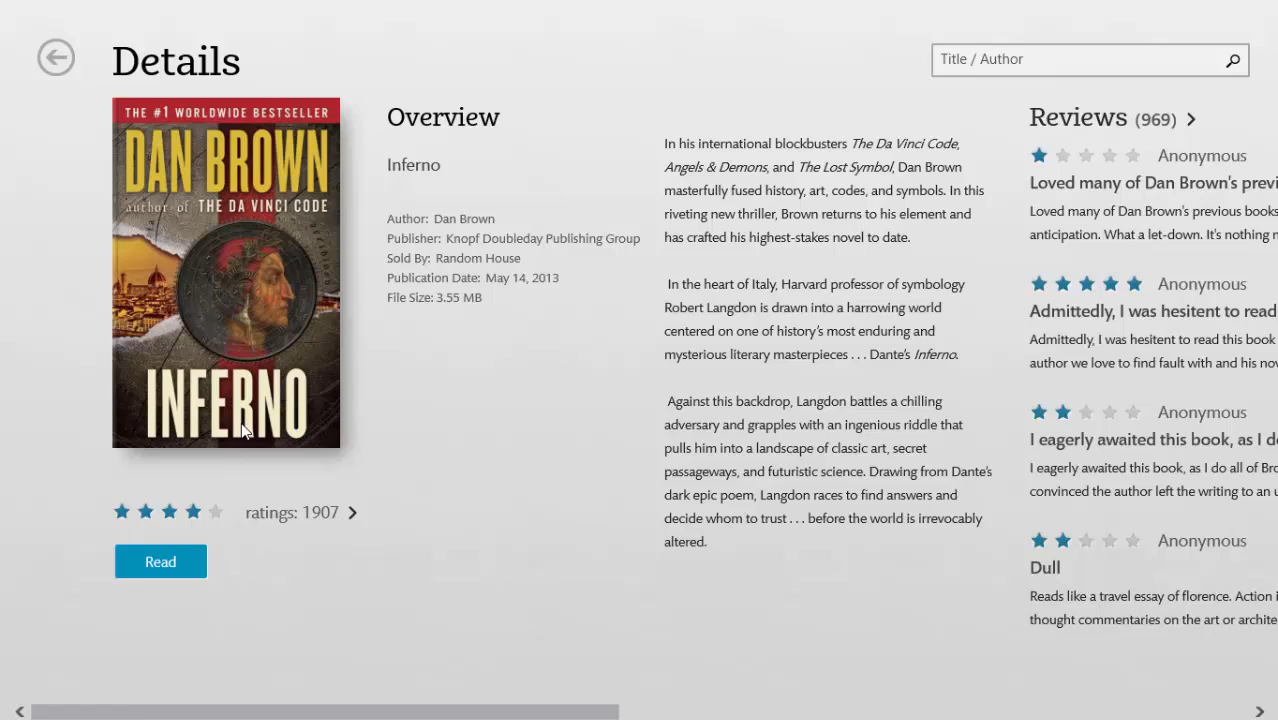 Details
Title / Author
THE #1 WORLDWIDE BESTSELLER
DAN BROWN
author of THE DA VINCI CODE
INFERNO
ratings: 1907
Read
Overview
Inferno
Author: Dan Brown
Publisher: Knopf Doubleday Publishing Group
Sold By: Random House
Publication Date: May 14, 2013
File Size: 3.55 MB
In his international blockbusters The Da Vinci Code,
Angels & Demons, and The Lost Symbol, Dan Brown
masterfully fused history, art, codes, and symbols. In this
riveting new thriller, Brown returns to his element and
has crafted his highest-stakes novel to date.
In the heart of Italy, Harvard professor of symbology
Robert Langdon is drawn into a harrowing world
centered on one of history's most enduring and
mysterious literary masterpieces . . . Dante's Inferno.
Against this backdrop, Langdon battles a chilling
adversary and grapples with an ingenious riddle that
pulls him into a landscape of classic art, secret
passageways, and futuristic science. Drawing from Dante's
dark epic poem, Langdon races to find answers and
decide whom to trust . . . before the world is irrevocably
altered.
Reviews (969)
Anonymous
Loved many of Dan Brown's previ
Loved many of Dan Brown's previous books
anticipation. What a let-down. It's nothing
Anonymous
Admittedly, I was hesitent to read
Admittedly, I was hesitent to read this book
author we love to find fault with and his nov
Anonymous
I eagerly awaited this book, as I do
I eagerly awaited this book, as I do all of Bro
convinced the author left the writing to an u
Anonymous
Dull
Reads like a travel essay of florence. Action i
thought commentaries on the art or archite